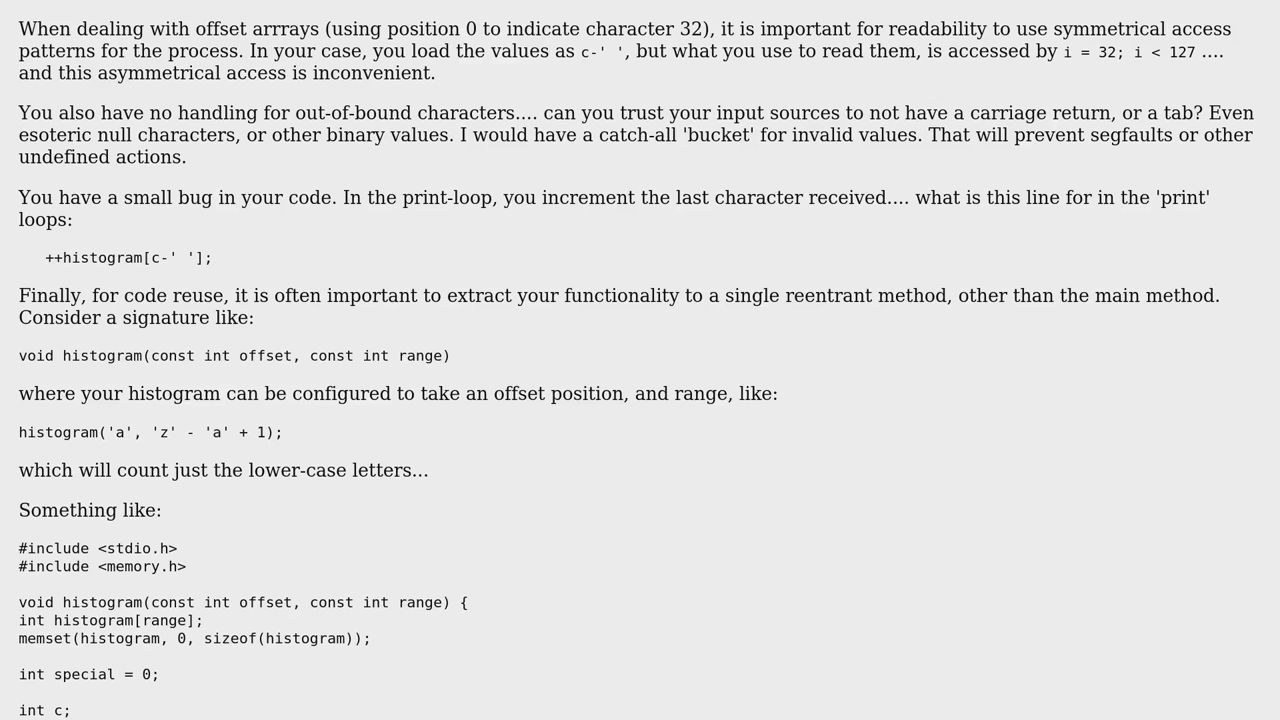 When dealing with offset arrrays (using position 0 to indicate character 32), it is important for readability to use symmetrical access
patterns for the process. In your case, you load the values as c-' ', but what you use to read them, is accessed by i = 32; i < 127 ....
and this asymmetrical access is inconvenient.
You also have no handling for out-of-bound characters.... can you trust your input sources to not have a carriage return, or a tab? Even
esoteric null characters, or other binary values. I would have a catch-all 'bucket' for invalid values. That will prevent segfaults or other
undefined actions.
You have a small bug in your code. In the print-loop, you increment the last character received.... what is this line for in the 'print'
loops:
++histogram[c-' '];
Finally, for code reuse, it is often important to extract your functionality to a single reentrant method, other than the main method.
Consider a signature like:
void histogram(const int offset, const int range)
where your histogram can be configured to take an offset position, and range, like:
histogram('a', 'z' - 'a' + 1);
which will count just the lower-case letters...
Something like:
#include <stdio.h>
#include <memory.h>
void histogram(const int offset, const int range) {
int histogram[range];
memset(histogram, 0, sizeof(histogram));
int special = 0;
int c;